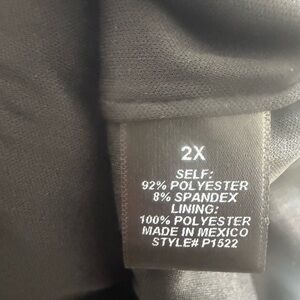 2X
SELF:
92% POLYESTER
8% SPANDEX
LINING:
100% POLYESTER
MADE IN MEXICO
STYLE# P1522